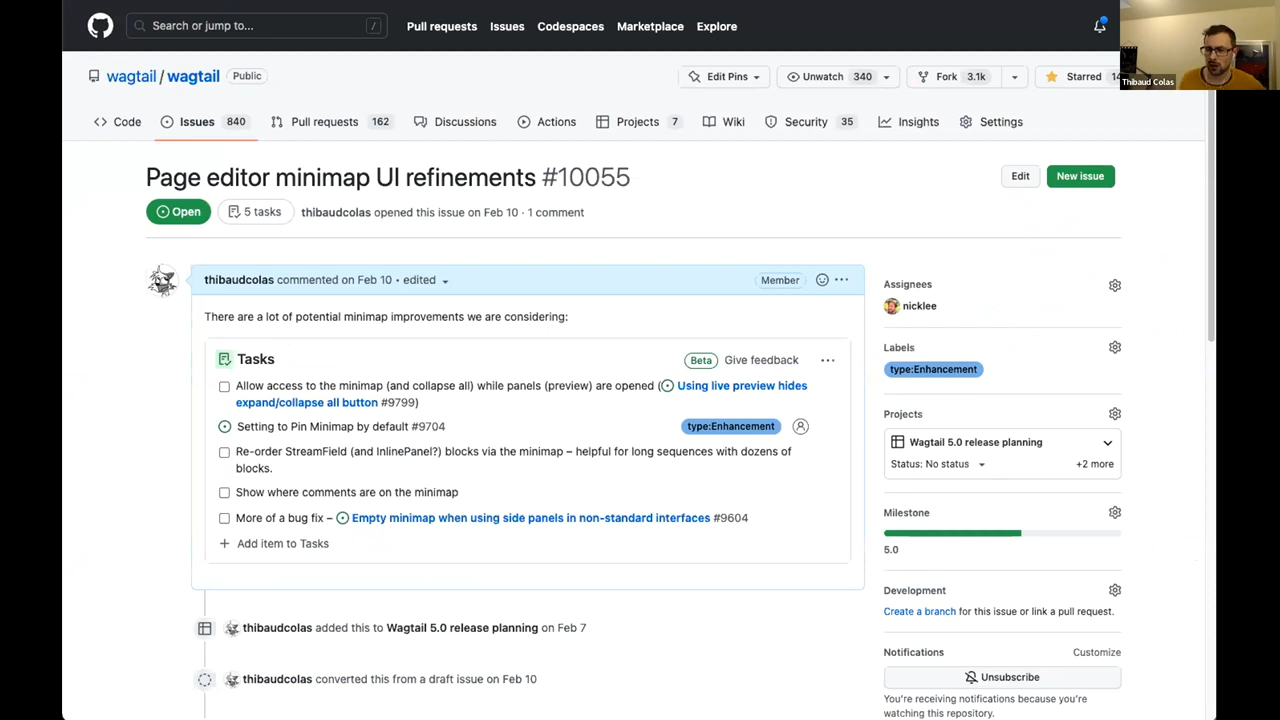 Search or jump to... /
Pull requests Issues Codespaces Marketplace Explore
Thibaud Colas
wagtail / wagtail Public
Edit Pins Unwatch 340 Fork 3.1k Starred
Code Issues 840 Pull requests 162 Discussions Actions Projects 7 Wiki Security 35 Insights Settings
Page editor minimap UI refinements #10055
Edit New issue
Open 5 tasks thibaudcolas opened this issue on Feb 10 · 1 comment
thibaudcolas commented on Feb 10 • edited Member
There are a lot of potential minimap improvements we are considering:
Tasks Beta Give feedback
Allow access to the minimap (and collapse all) while panels (preview) are opened ( Using live preview hides
expand/collapse all button #9799)
Setting to Pin Minimap by default #9704 type:Enhancement
Re-order StreamField (and InlinePanel?) blocks via the minimap – helpful for long sequences with dozens of
blocks.
Show where comments are on the minimap
More of a bug fix – Empty minimap when using side panels in non-standard interfaces #9604
+ Add item to Tasks
thibaudcolas added this to Wagtail 5.0 release planning on Feb 7
thibaudcolas converted this from a draft issue on Feb 10
Assignees
nicklee
Labels
type:Enhancement
Projects
Wagtail 5.0 release planning
Status: No status +2 more
Milestone
5.0
Development
Create a branch for this issue or link a pull request.
Notifications Customize
Unsubscribe
You're receiving notifications because you're
watching this repository.